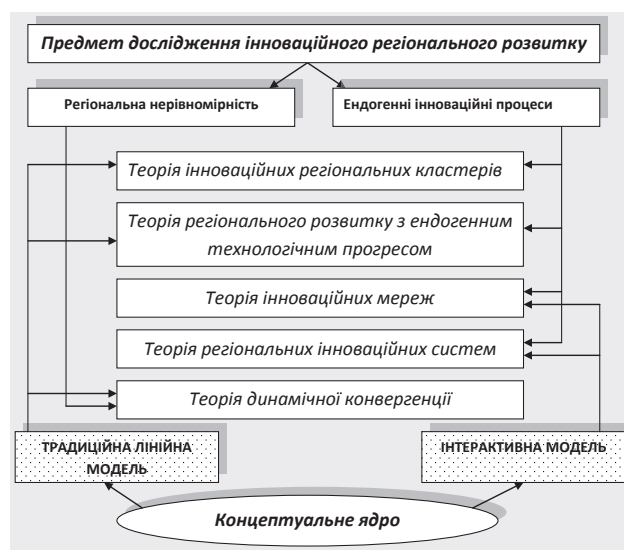 Предмет дослідження інноваційного регіонального розвитку
Регіональна нерівномірність
Ендогенні інноваційні процеси
Теорія інноваційних регіональних кластерів
Теорія регіонального розвитку з ендогенним
технологічним прогресом
Теорія інноваційних мереж
Теорія регіональних інноваційних систем
Теорія динамічної конвергенції
ТРАДИЦІЙНА ЛІНІЙНА
МОДЕЛЬ
ІНТЕРАКТИВНА МОДЕЛЬ
Концептуальне ядро